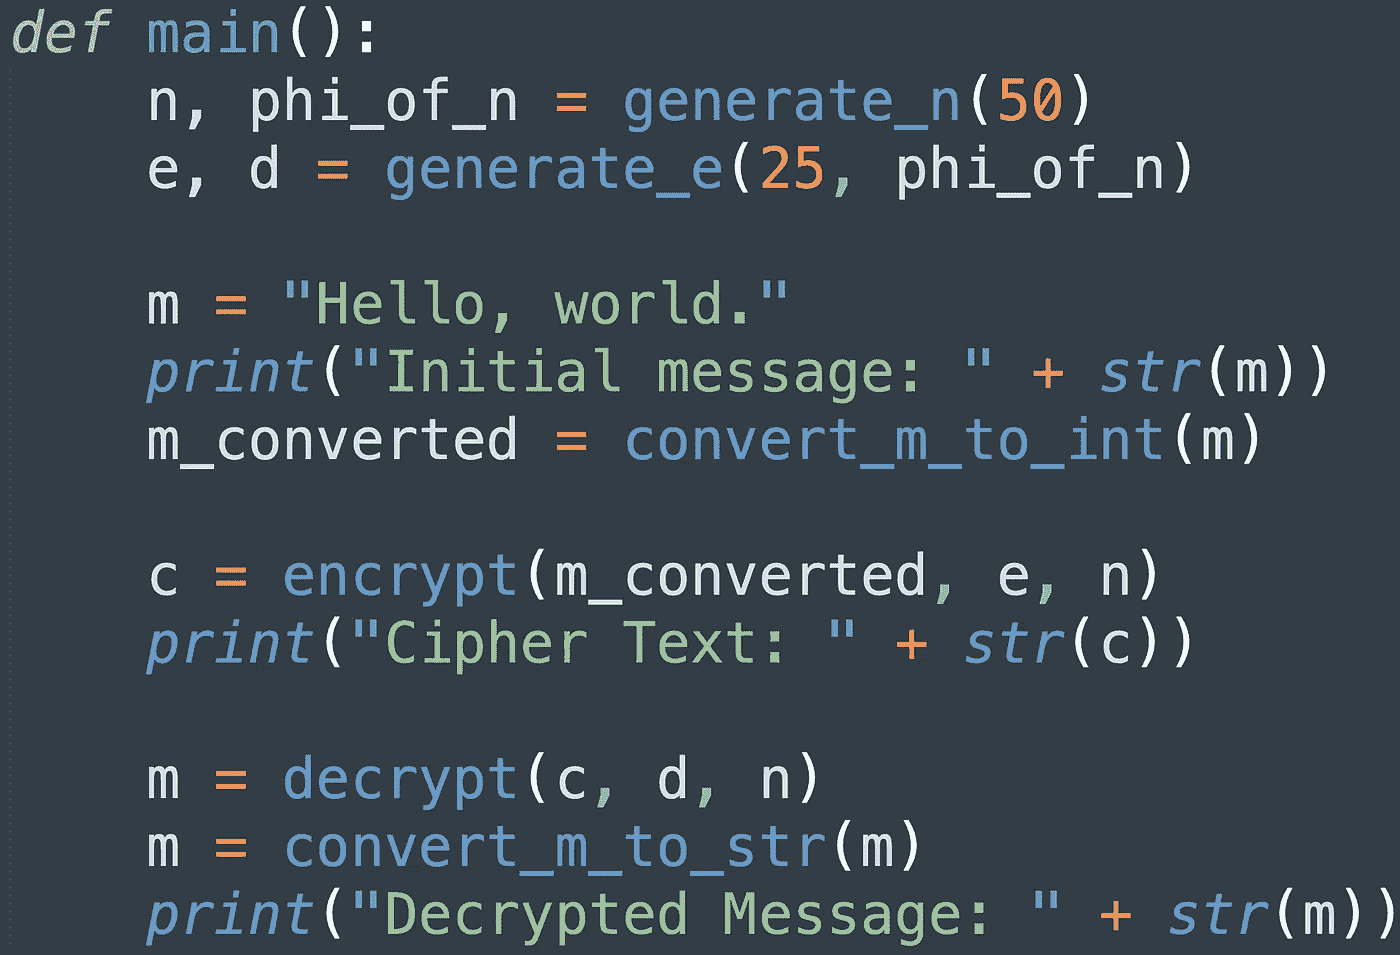 def main():
    n, phi_of_n = generate_n(50)
    e, d = generate_e(25, phi_of_n)

    m = "Hello, world."
    print("Initial message: " + str(m))
    m_converted = convert_m_to_int(m)

    c = encrypt(m_converted, e, n)
    print("Cipher Text: " + str(c))

    m = decrypt(c, d, n)
    m = convert_m_to_str(m)
    print("Decrypted Message: " + str(m))